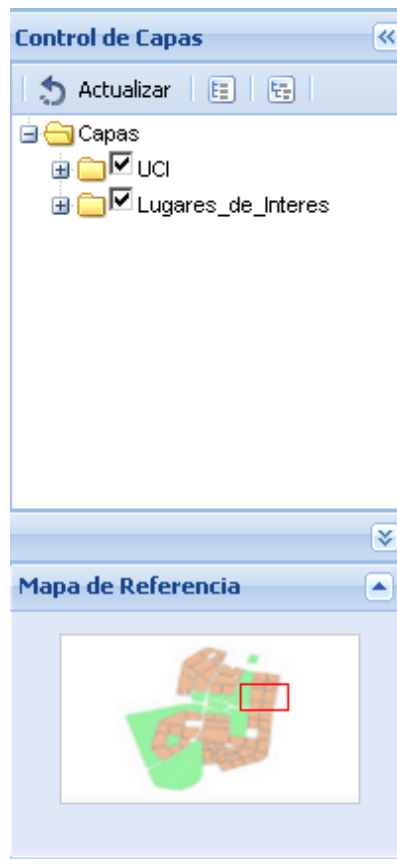 Control de Capas
Actualizar
Capas
UCI
Lugares_de_Interes
Mapa de Referencia